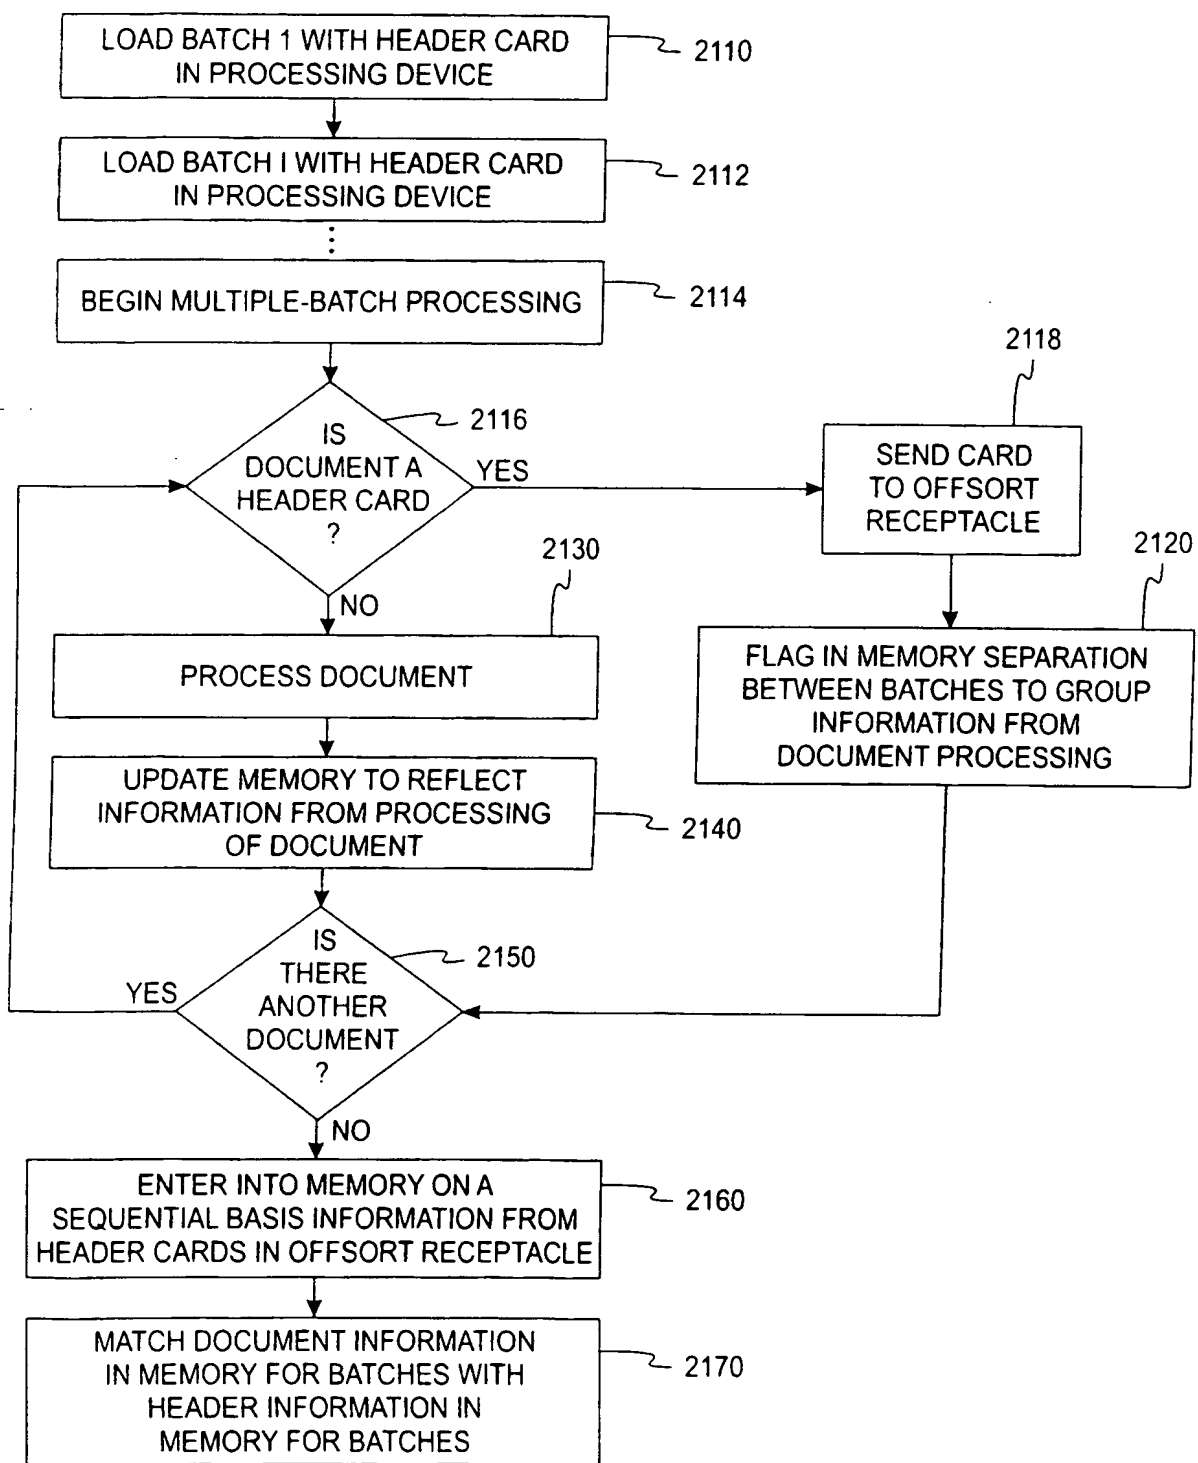 LOAD BATCH 1 WITH HEADER CARD
IN PROCESSING DEVICE
2110
LOAD BATCH I WITH HEADER CARD
IN PROCESSING DEVICE
2112
BEGIN MULTIPLE-BATCH PROCESSING
2114
2116
IS
DOCUMENT A
HEADER CARD
?
YES
2118
SEND CARD
TO OFFSORT
RECEPTACLE
2120
FLAG IN MEMORY SEPARATION
BETWEEN BATCHES TO GROUP
INFORMATION FROM
DOCUMENT PROCESSING
NO
2130
PROCESS DOCUMENT
UPDATE MEMORY TO REFLECT
INFORMATION FROM PROCESSING
OF DOCUMENT
2140
IS
THERE
ANOTHER
DOCUMENT
?
2150
YES
NO
ENTER INTO MEMORY ON A
SEQUENTIAL BASIS INFORMATION FROM
HEADER CARDS IN OFFSORT RECEPTACLE
2160
MATCH DOCUMENT INFORMATION
IN MEMORY FOR BATCHES WITH
HEADER INFORMATION IN
MEMORY FOR BATCHES
2170